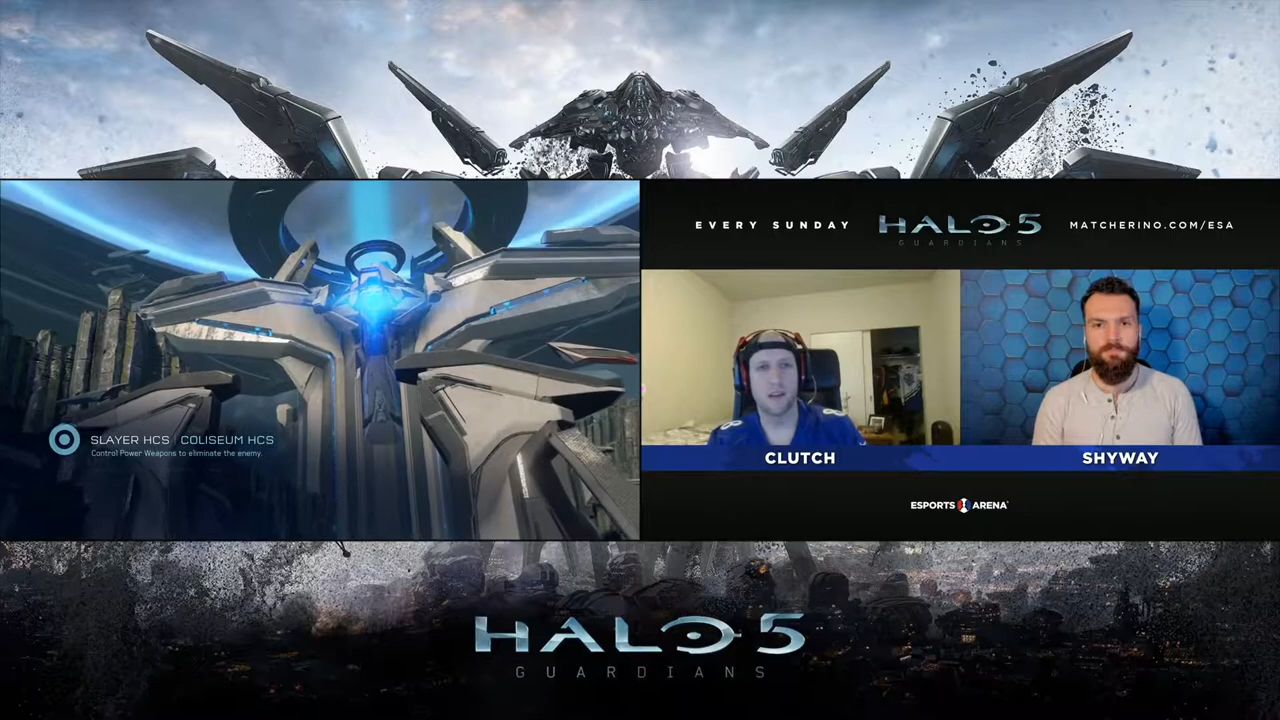 EVERY SUNDAY
HALO 5
GUARDIANS
MATCHERINO.COM/ESA
SLAYER HCS | COLISEUM HCS
Control Power Weapons to eliminate the enemy.
CLUTCH
SHYWAY
ESPORTS ARENA
HALO 5
GUARDIANS